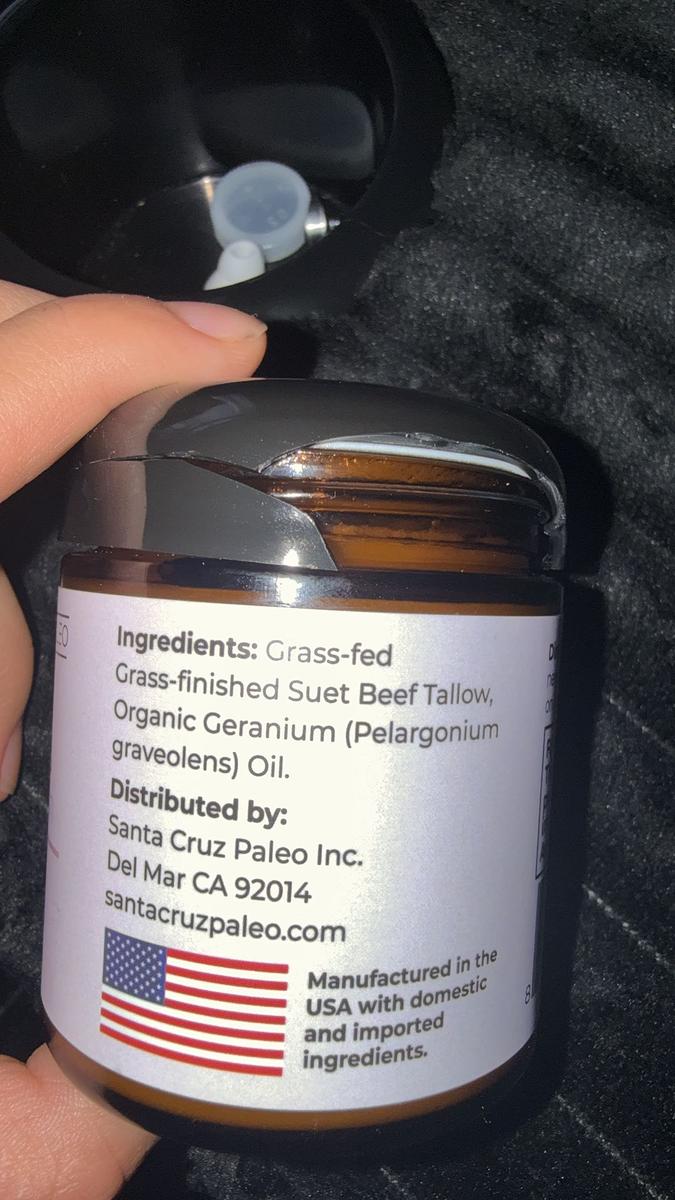 Ingredients: Grass-fed
Grass-finished Suet Beef Tallow,
Organic Geranium (Pelargonium
graveolens) Oil.
Distributed by:
Santa Cruz Paleo Inc.
Del Mar CA 92014
santacruzpaleo.com
Manufactured in the
USA with domestic
and imported
ingredients.